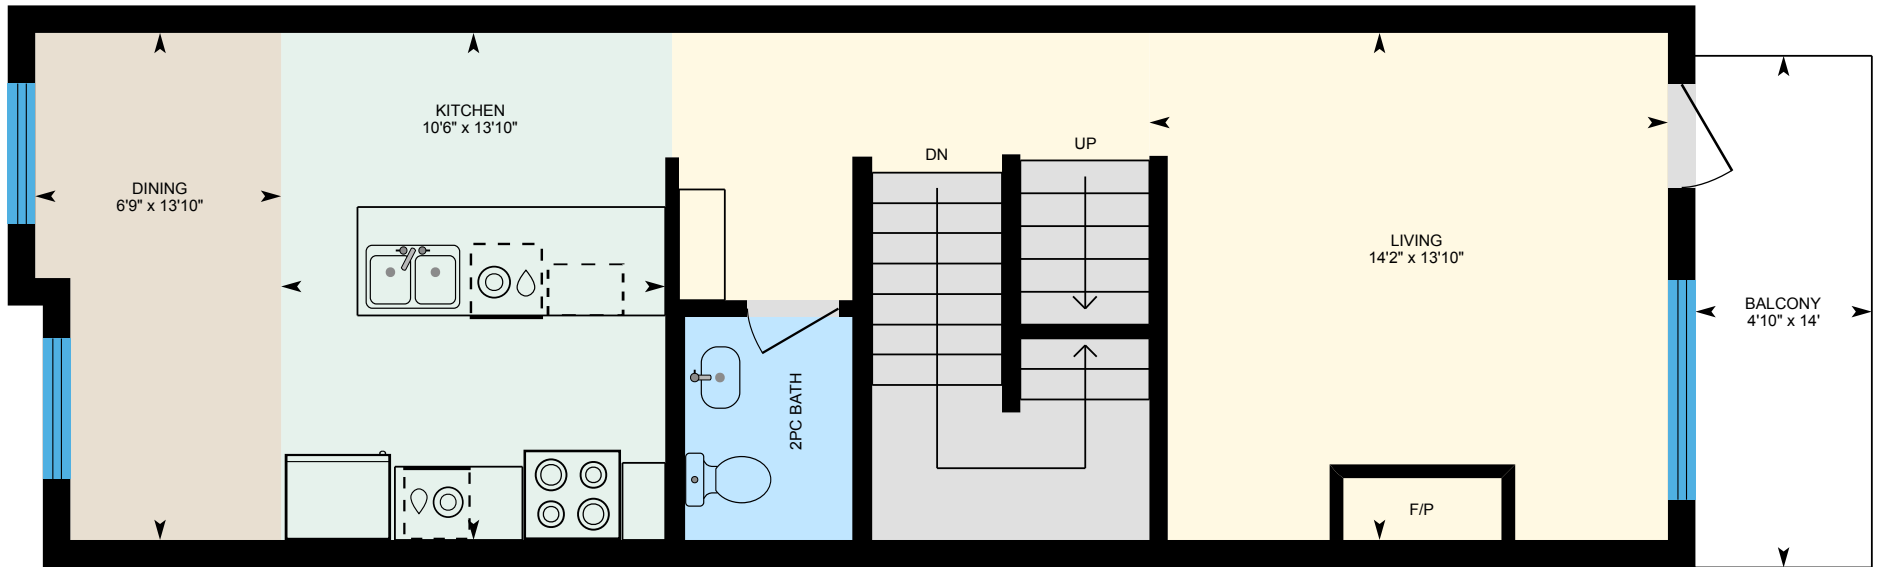 KITCHEN
10'6" x 13'10"
DINING
6'9" x 13'10"
DN
UP
LIVING
14'2" x 13'10"
BALCONY
4'10" x 14'
2PC BATH
F/P